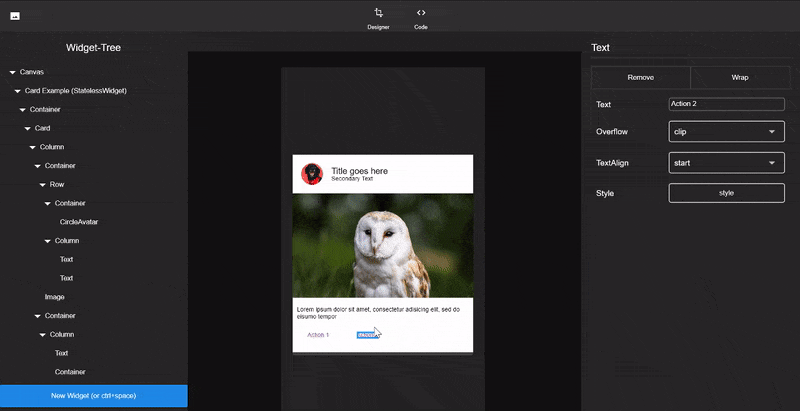 Designer
Code
Widget-Tree
Canvas
Card Example (StatelessWidget)
Container
Card
Column
Container
Row
Container
CircleAvatar
Column
Text
Text
Image
Container
Column
Text
Container
New Widget (or ctrl+space)
Title goes here
Secondary Text
Lorem ipsum dolor sit amet, consectetur adisicing elit, sed do
eisumo tempor
Action 1
Text
Remove
Wrap
Text
Action 2
Overflow
clip
TextAlign
start
Style
style